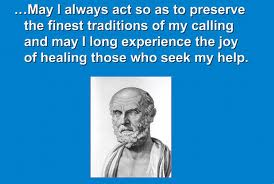 …May I always act so as to preserve
the finest traditions of my calling
and may I long experience the joy
of healing those who seek my help.